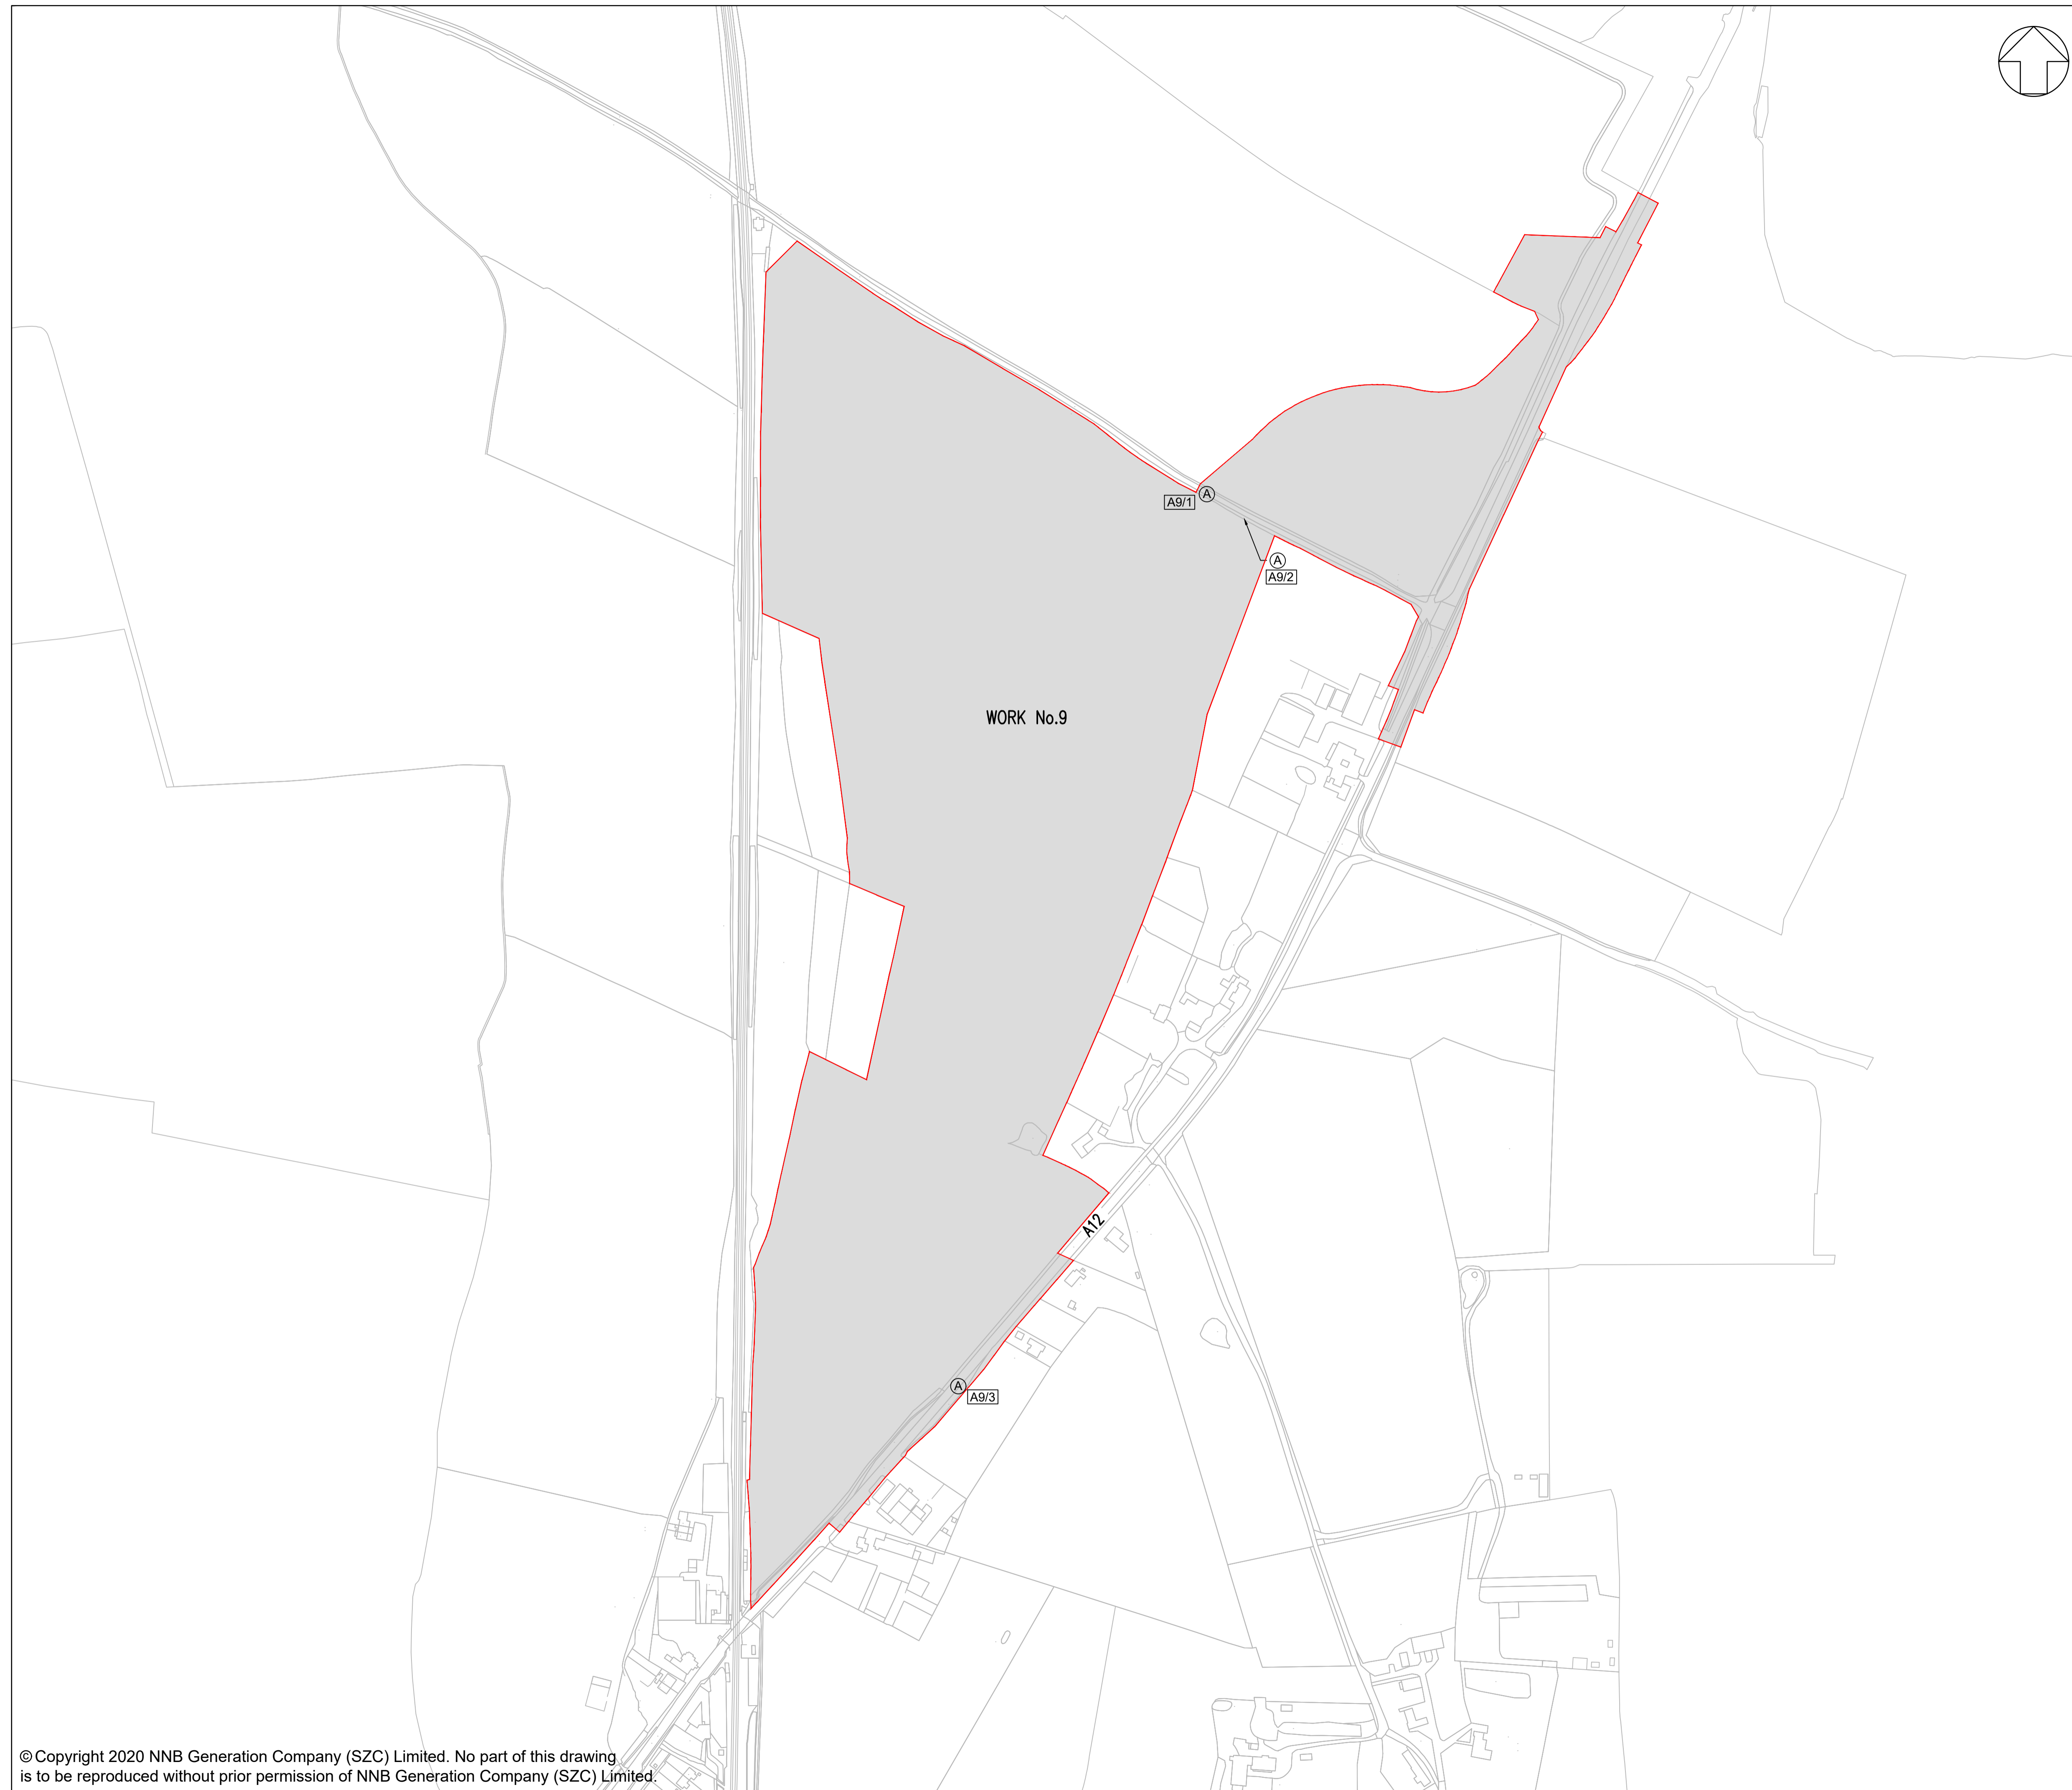 A
A9/1
A
A9/2
WORK No.9
A12
A
A9/3
© Copyright 2020 NNB Generation Company (SZC) Limited. No part of this drawing
is to be reproduced without prior permission of NNB Generation Company (SZC) Limited.